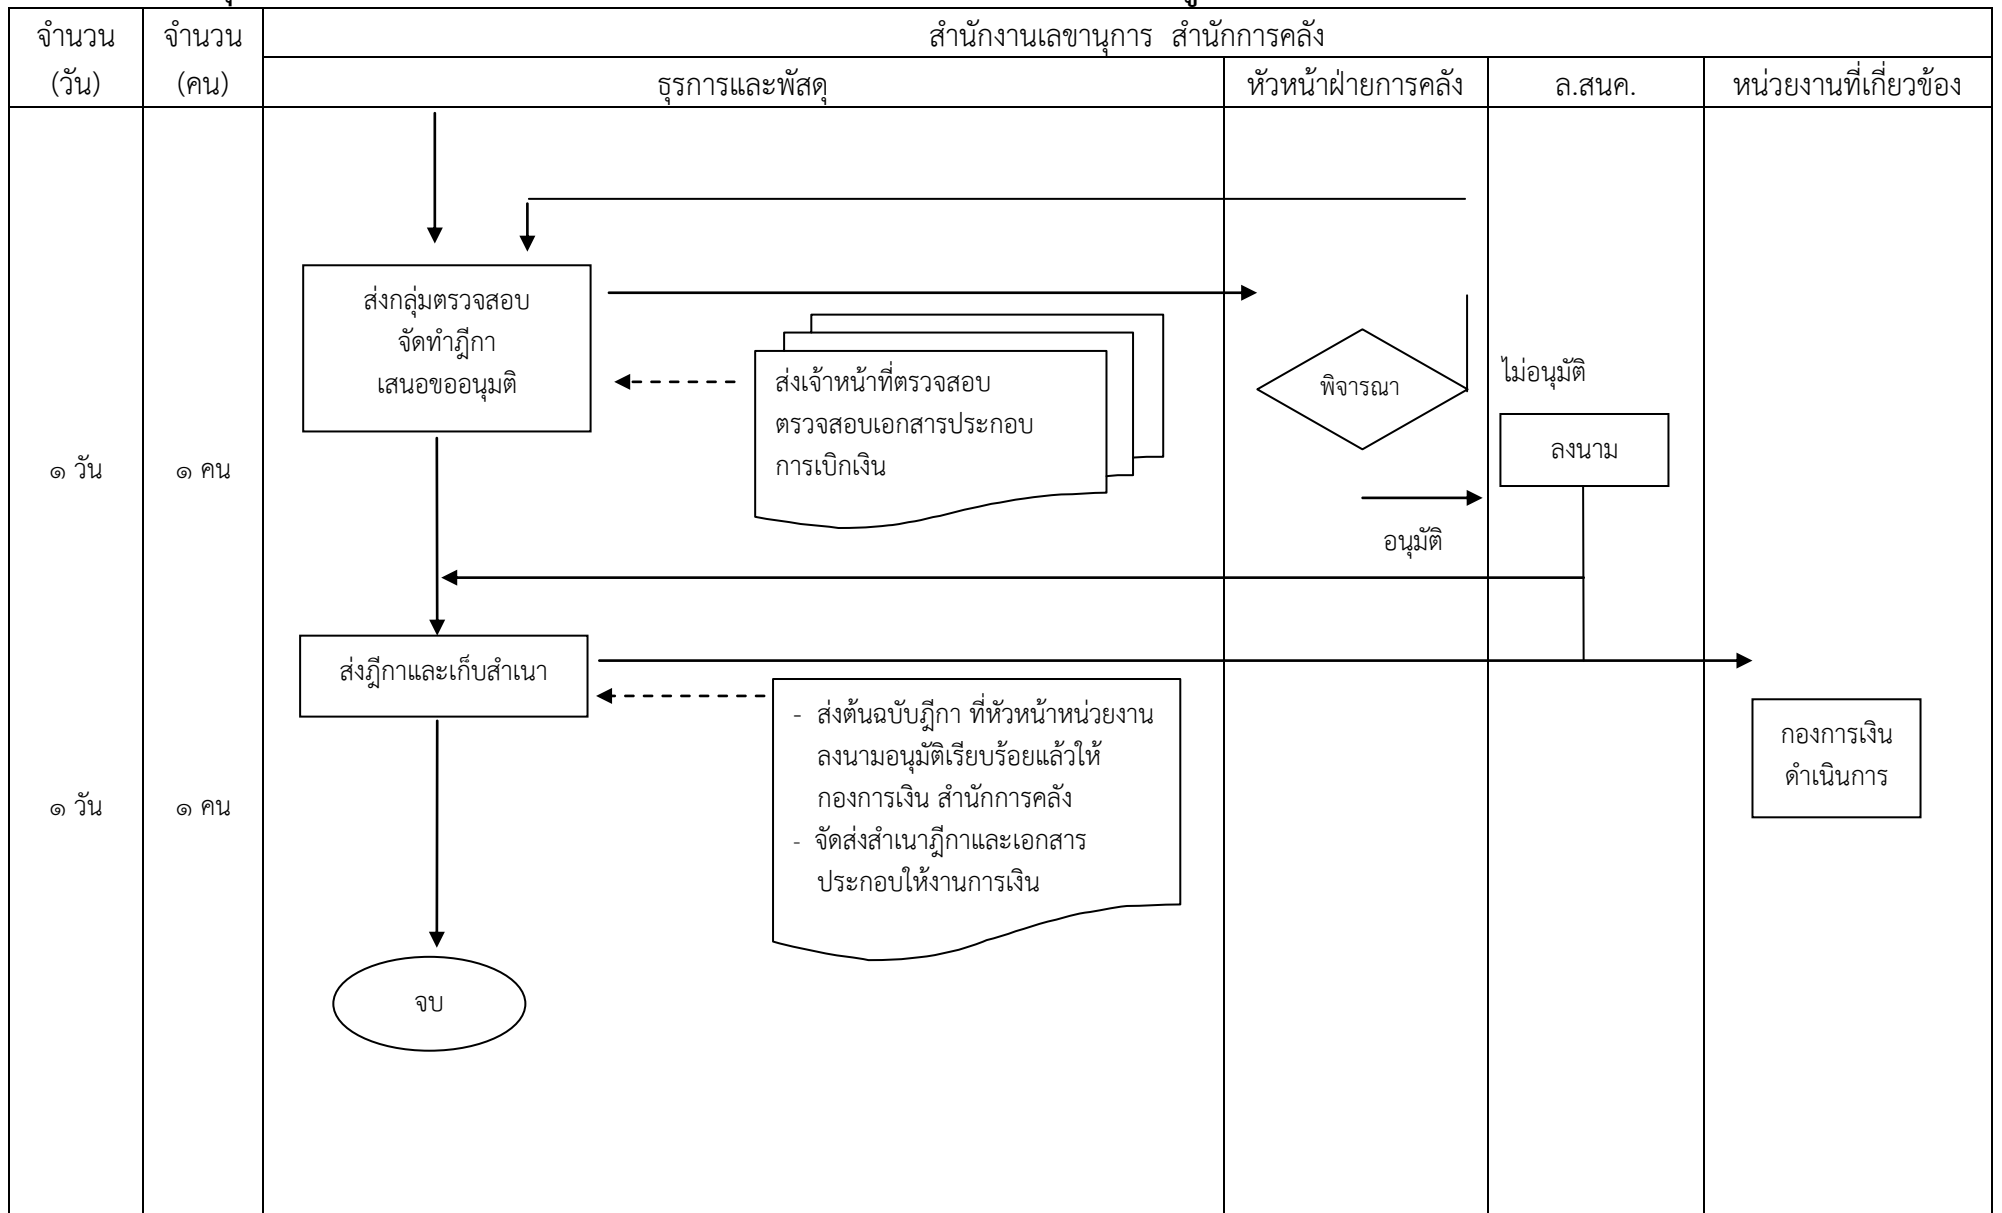 จำนวน
(วัน)
จำนวน
(คน)
สำนักงานเลขานุการ  สำนักการคลัง
ธุรการและพัสดุ
หัวหน้าฝ่ายการคลัง
ล.สนค.
หน่วยงานที่เกี่ยวข้อง
ส่งกลุ่มตรวจสอบ
จัดทำฎีกา
เสนอขออนุมติ
ส่งเจ้าหน้าที่ตรวจสอบ
ตรวจสอบเอกสารประกอบ
การเบิกเงิน
พิจารณา
ไม่อนุมัติ
ลงนาม
อนุมัติ
๑ วัน
๑ คน
ส่งฎีกาและเก็บสำเนา
- ส่งต้นฉบับฎีกา ที่หัวหน้าหน่วยงาน
ลงนามอนุมัติเรียบร้อยแล้วให้
กองการเงิน สำนักการคลัง
- จัดส่งสำเนาฎีกาและเอกสาร
ประกอบให้งานการเงิน
กองการเงิน
ดำเนินการ
๑ วัน
๑ คน
จบ